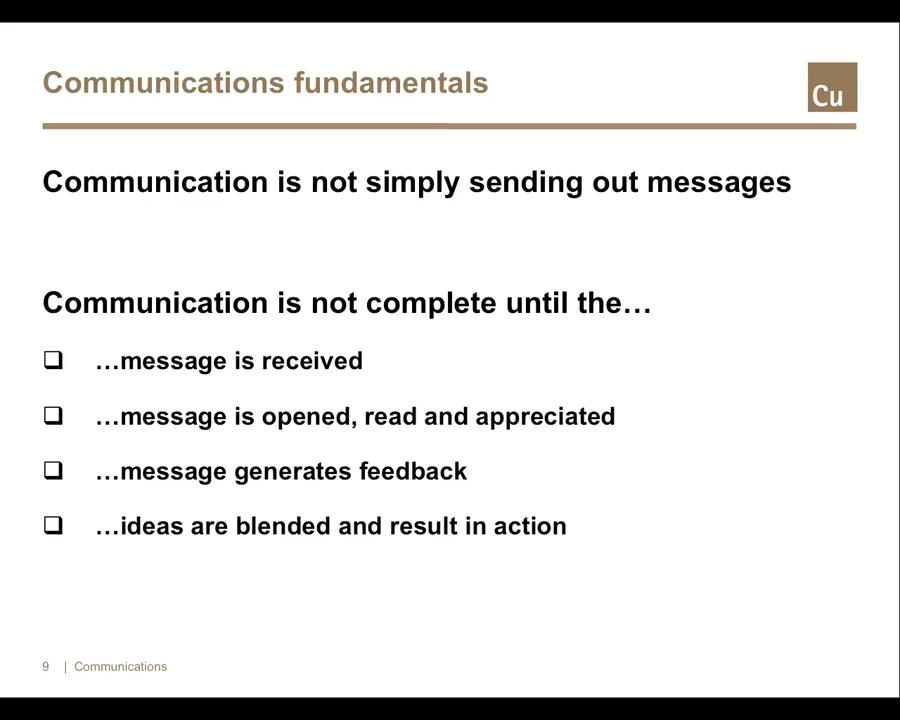 Communications fundamentals
Cu
Communication is not simply sending out messages
Communication is not complete until the…
❑ …message is received
❑ …message is opened, read and appreciated
❑ …message generates feedback
❑ …ideas are blended and result in action
9 | Communications